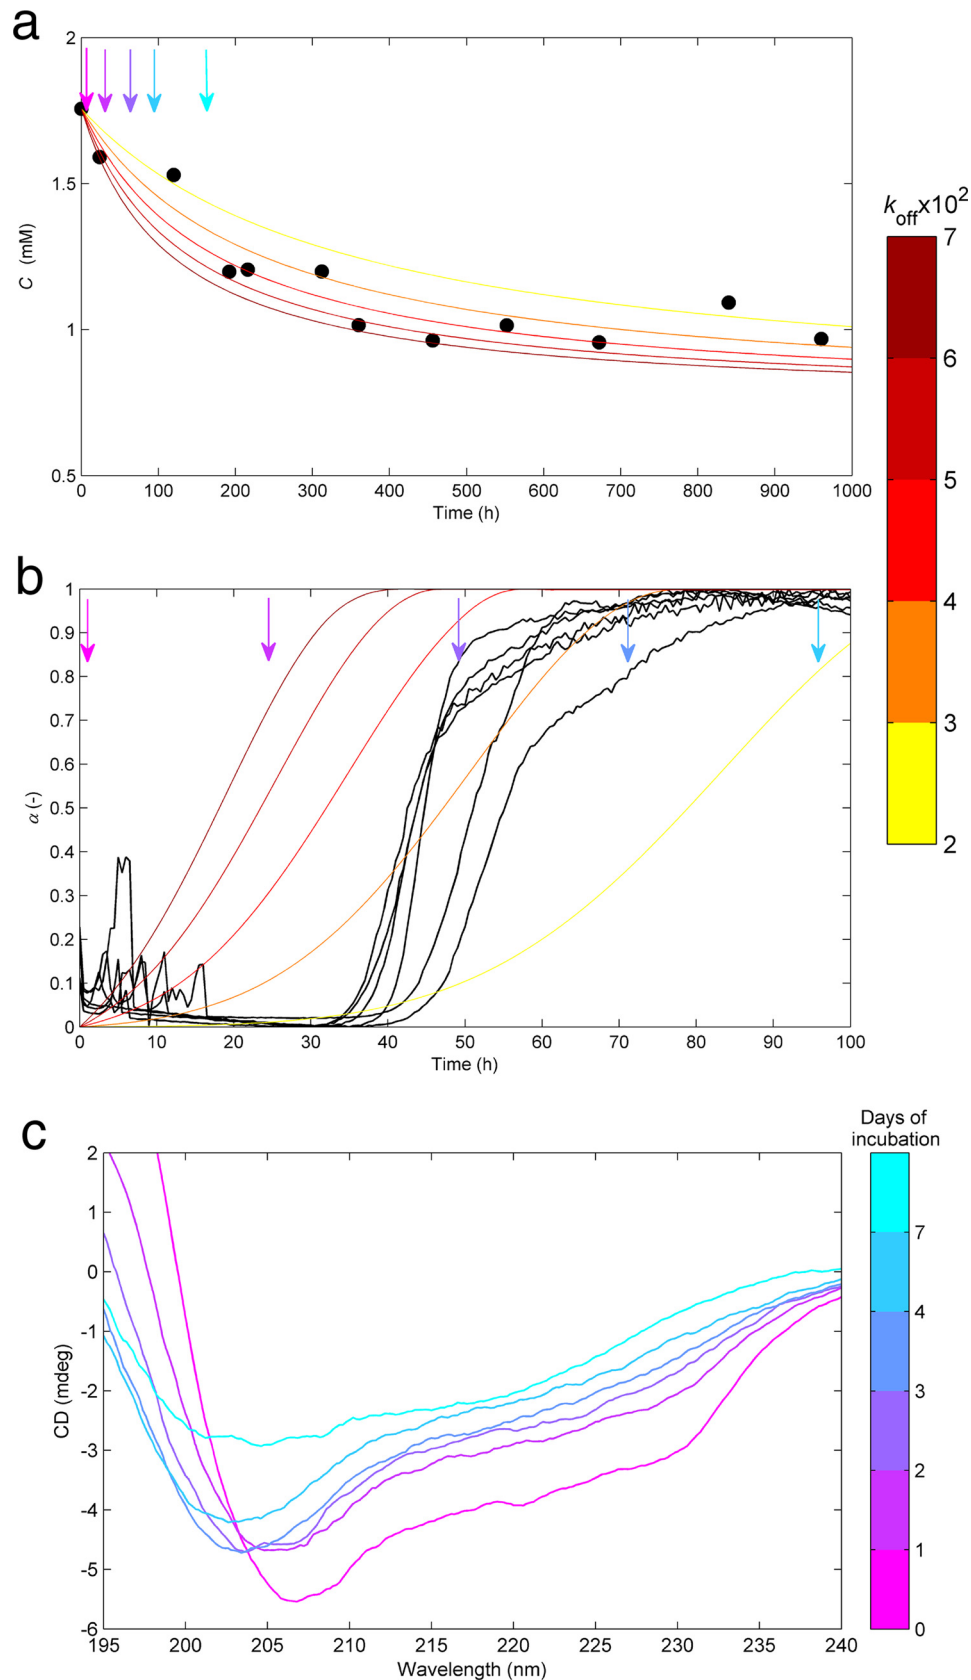 a
2
1.5
1
0.5
C (mM)
0 100 200 300 400 500 600 700 800 900 1000
Time (h)
koffx10²
7
6
5
4
3
2
b
1
0.9
0.8
0.7
0.6
0.5
0.4
0.3
0.2
0.1
0
α (-)
0 10 20 30 40 50 60 70 80 90 100
Time (h)
c
2
1
0
-1
-2
-3
-4
-5
-6
CD (mdeg)
195 200 205 210 215 220 225 230 235 240
Wavelength (nm)
Days of
incubation
7
4
3
2
1
0